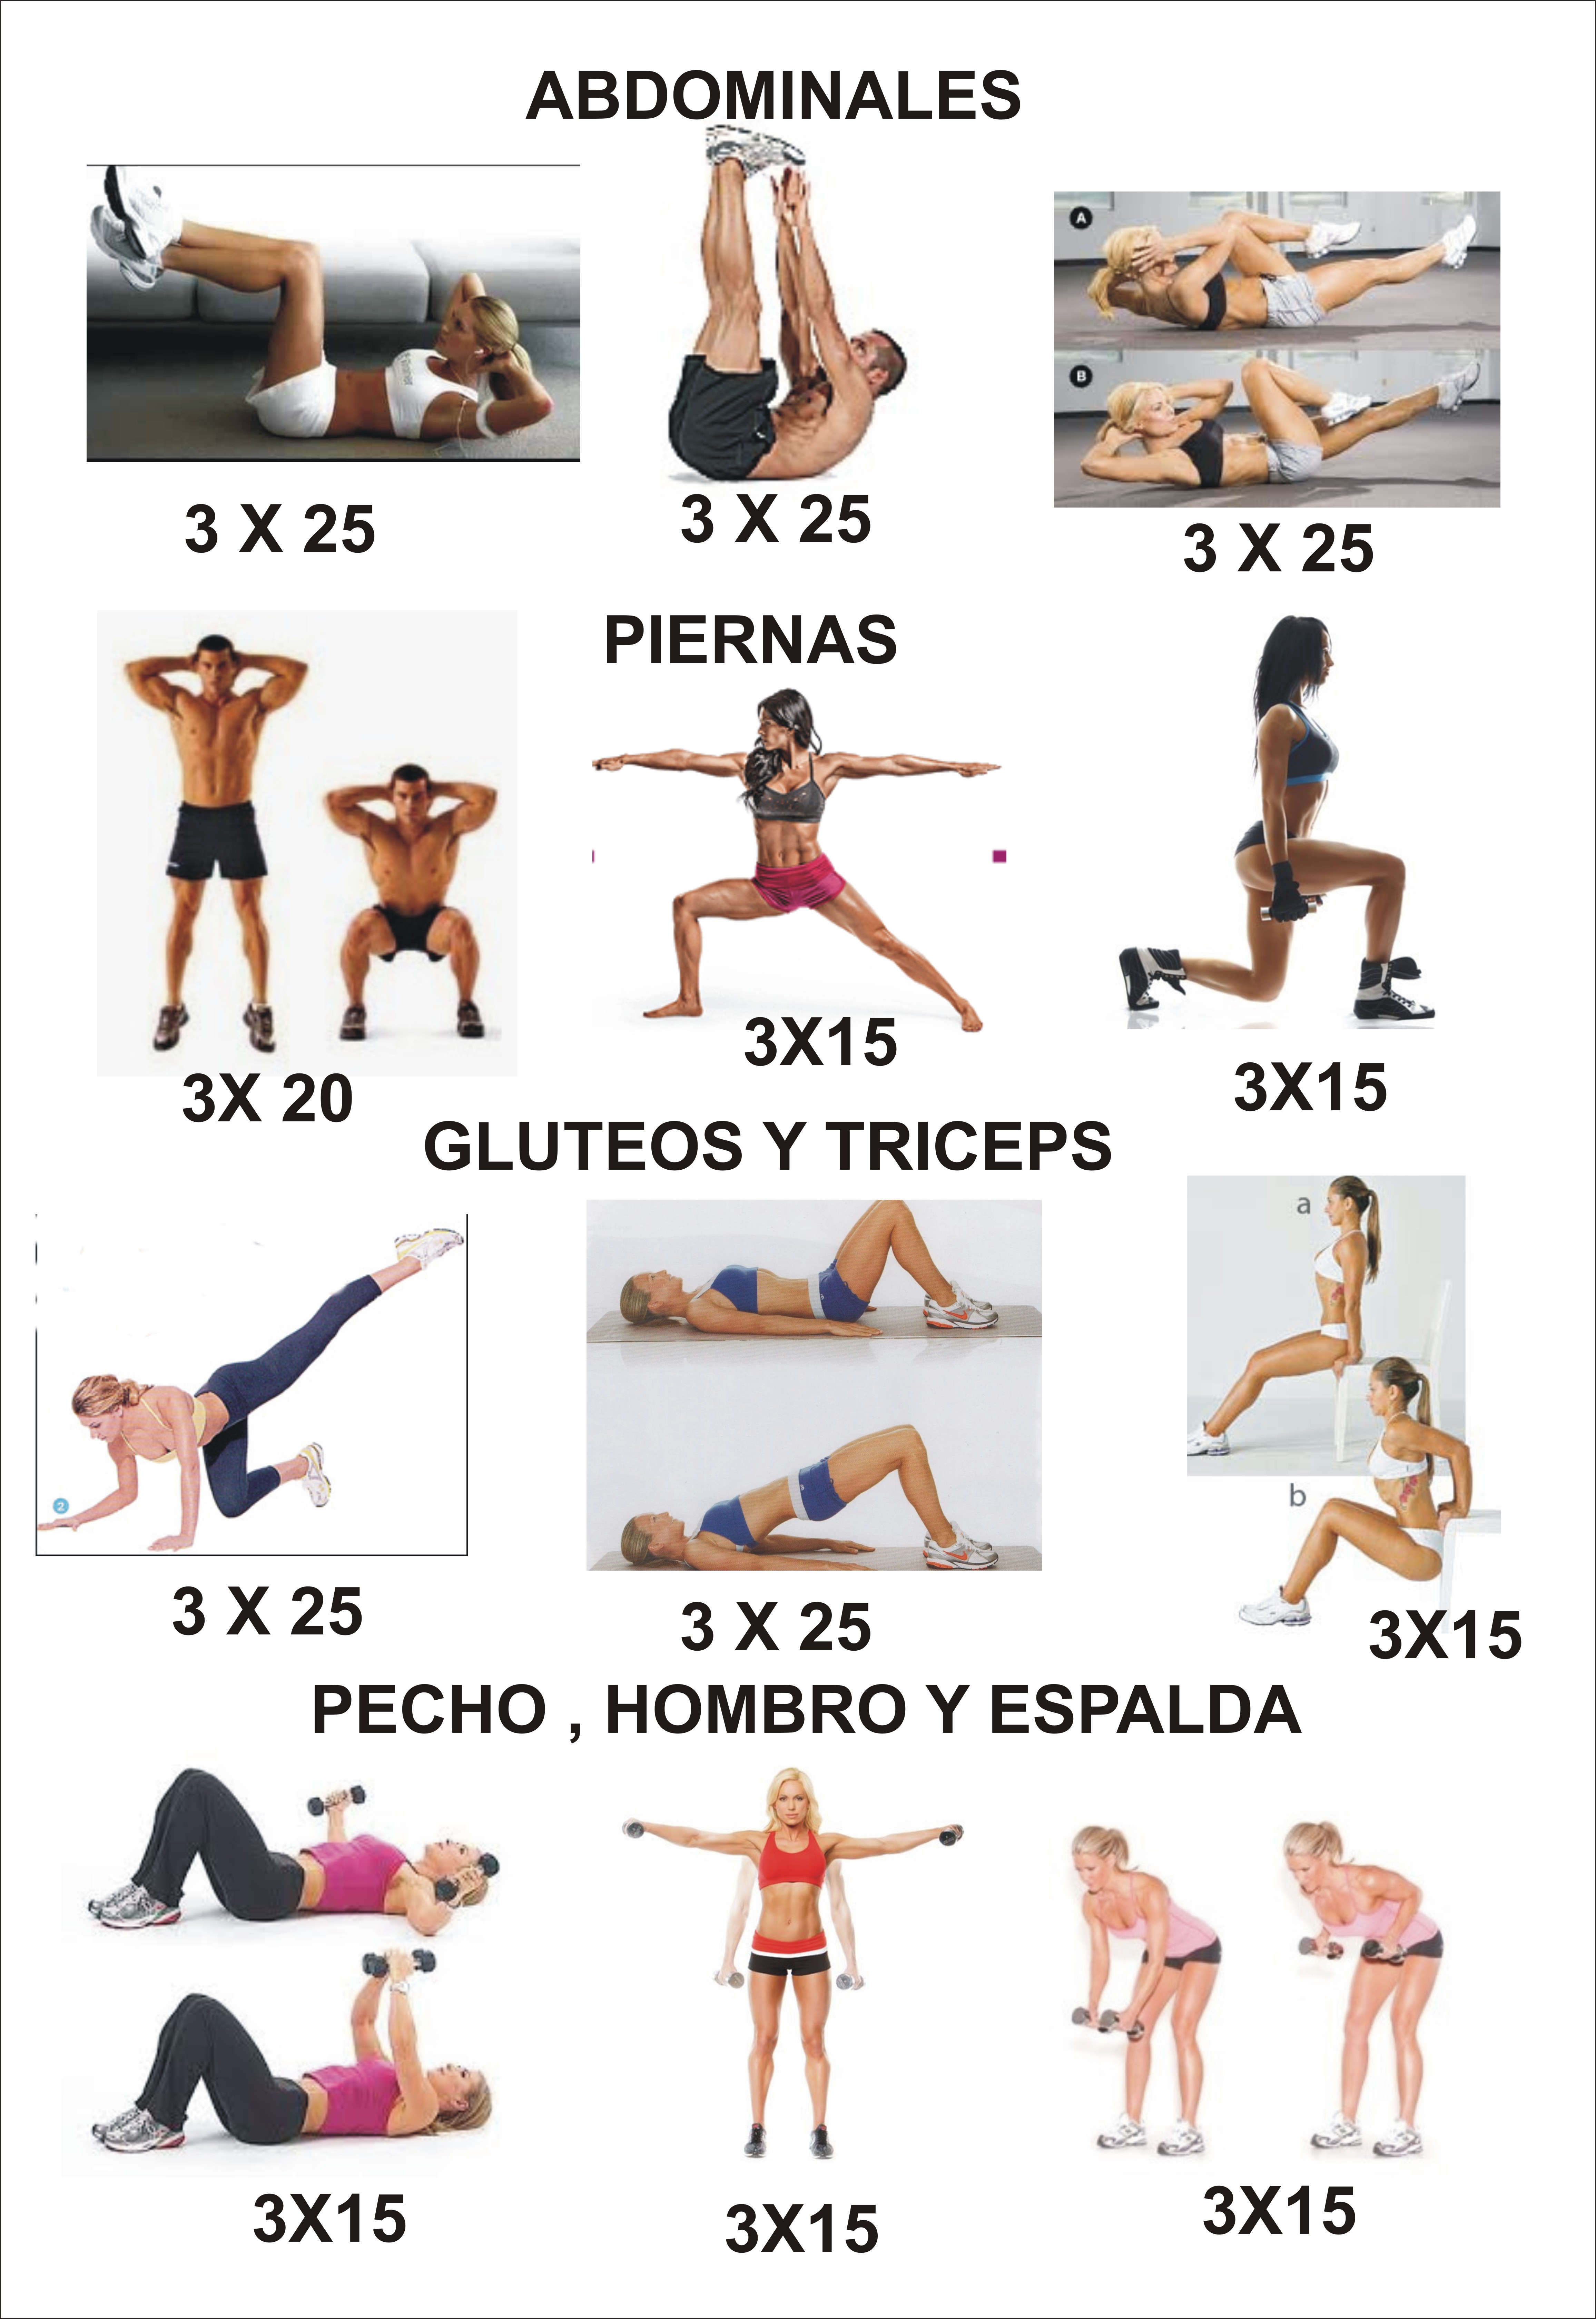 ABDOMINALES
A
B
3 X 25
3 X 25
3 X 25
PIERNAS
3X 20
3X15
3X15
GLUTEOS Y TRICEPS
a
b
2
3 X 25
3 X 25
3X15
PECHO , HOMBRO Y ESPALDA
3X15
3X15
3X15